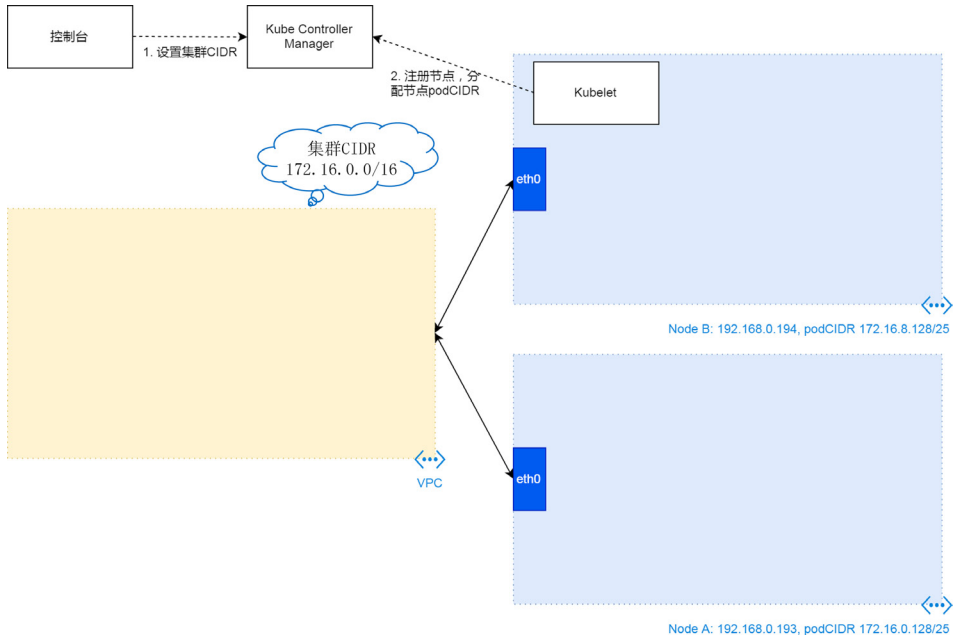 控制台
1. 设置集群CIDR
Kube Controller
Manager
2. 注册节点，分
配节点podCIDR
Kubelet
集群CIDR
172.16.0.0/16
eth0
Node B: 192.168.0.194, podCIDR 172.16.8.128/25
VPC
eth0
Node A: 192.168.0.193, podCIDR 172.16.0.128/25